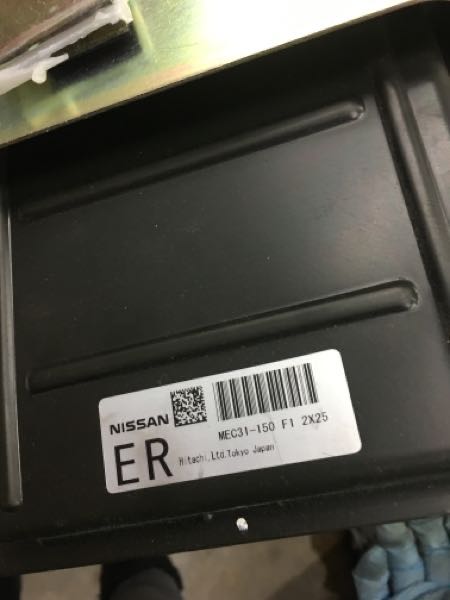 NISSAN
MEC31-150 F1 2X25
ER
Hitachi,Ltd.Tokyo Japan